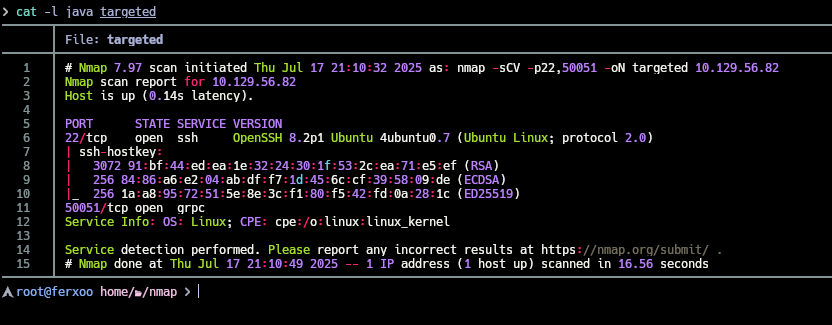 > cat -l java targeted
File: targeted
1 # Nmap 7.97 scan initiated Thu Jul 17 21:10:32 2025 as: nmap -sCV -p22,50051 -oN targeted 10.129.56.82
2 Nmap scan report for 10.129.56.82
3 Host is up (0.14s latency).
4
5 PORT      STATE SERVICE VERSION
6 22/tcp    open  ssh     OpenSSH 8.2p1 Ubuntu 4ubuntu0.7 (Ubuntu Linux; protocol 2.0)
7 | ssh-hostkey:
8 |   3072 91:bf:44:ed:ea:1e:32:24:30:1f:53:2c:ea:71:e5:ef (RSA)
9 |   256 84:86:a6:e2:04:ab:df:f7:1d:45:6c:cf:39:58:09:de (ECDSA)
10 |_  256 1a:a8:95:72:51:5e:8e:3c:f1:80:f5:42:fd:0a:28:1c (ED25519)
11 50051/tcp open  grpc
12 Service Info: OS: Linux; CPE: cpe:/o:linux:linux_kernel
13
14 Service detection performed. Please report any incorrect results at https://nmap.org/submit/ .
15 # Nmap done at Thu Jul 17 21:10:49 2025 -- 1 IP address (1 host up) scanned in 16.56 seconds
root@ferxoo home//nmap >